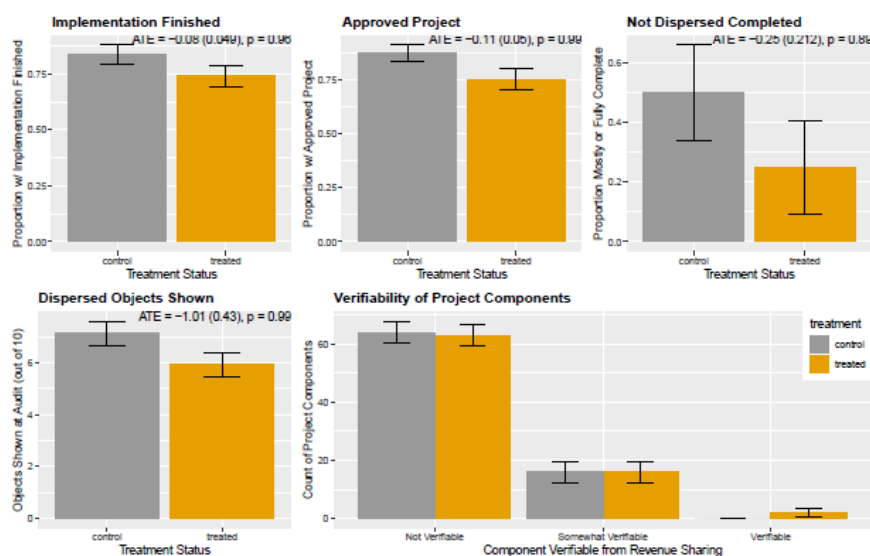 Implementation Finished
ATE = −0.08 (0.049), p = 0.96
Proportion w/ Implementation Finished
0.75
0.50
0.25
0.00
control
treated
Treatment Status
Approved Project
ATE = −0.11 (0.05), p = 0.99
Proportion w/ Approved Project
0.75
0.50
0.25
0.00
control
treated
Treatment Status
Not Dispersed Completed
ATE = −0.25 (0.212), p = 0.89
Proportion Mostly or Fully Complete
0.6
0.4
0.2
0.0
control
treated
Treatment Status
Dispersed Objects Shown
ATE = −1.01 (0.43), p = 0.99
Objects Shown at Audit (out of 10)
6
4
2
0
control
treated
Treatment Status
Verifiability of Project Components
Count of Project Components
60
40
20
0
treatment
control
treated
Not Verifiable
Somewhat Verifiable
Verifiable
Component Verifiable from Revenue Sharing